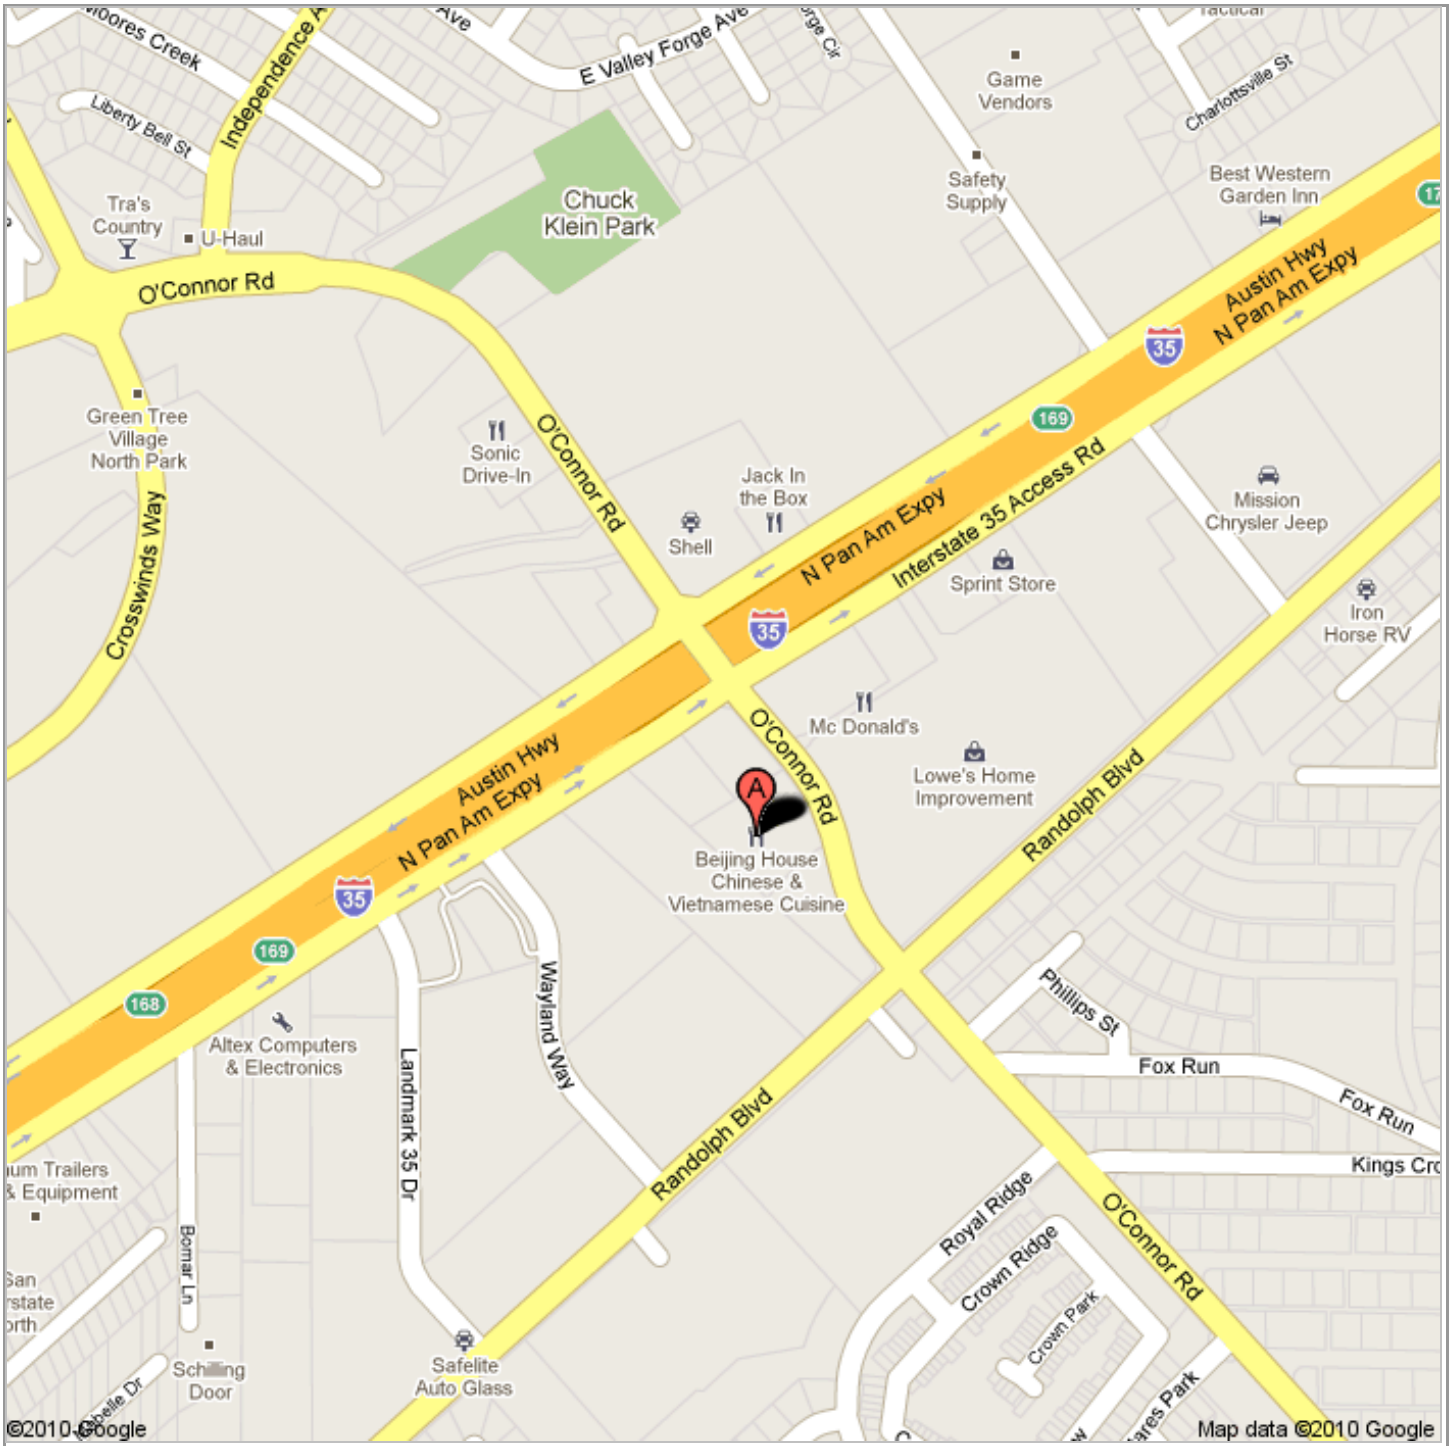 Moores Creek
Ave
E Valley Forge Ave
Tactical
Independence
Liberty Bell St
Game
Vendors
Charlottsville St
Safety
Supply
Best Western
Garden Inn
17
Tra's
Country
U-Haul
Chuck
Klein Park
O'Connor Rd
Austin Hwy
N Pan Am Expy
35
Green Tree
Village
North Park
Sonic
Drive-In
O'Connor Rd
169
Jack In
the Box
Shell
N Pan Am Expy
Interstate 35 Access Rd
Mission
Chrysler Jeep
Sprint Store
Crosswinds Way
35
Iron
Horse RV
Mc Donald's
O'Connor Rd
Lowe's Home
Improvement
Austin Hwy
N Pan Am Expy
A
Randolph Blvd
Beijing House
Chinese &
Vietnamese Cuisine
35
169
168
Wayland Way
Phillips St
Altex Computers
& Electronics
Landmark 35 Dr
Fox Run
Fox Run
Randolph Blvd
Kings
Trailers
& Equipment
Royal Ridge
O'Connor Rd
Bomar Ln
Crown Ridge
Crown Park
Safelite
Auto Glass
Door
Park
©2010 Google
Map data ©2010 Google